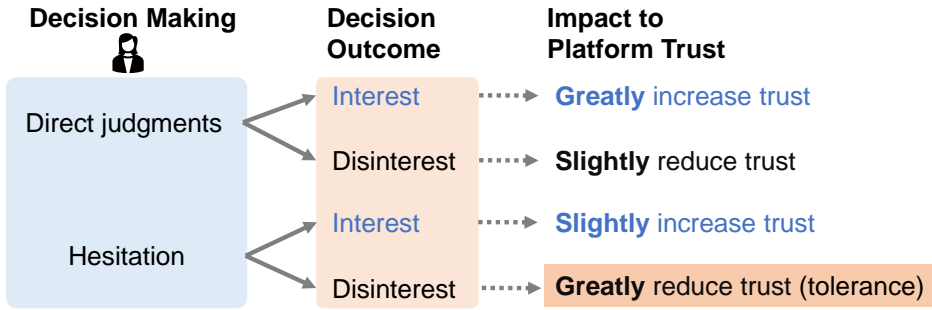 Decision Making
Decision
Outcome
Impact to
Platform Trust
Direct judgments
Interest
Greatly increase trust
Disinterest
Slightly reduce trust
Hesitation
Interest
Slightly increase trust
Disinterest
Greatly reduce trust (tolerance)